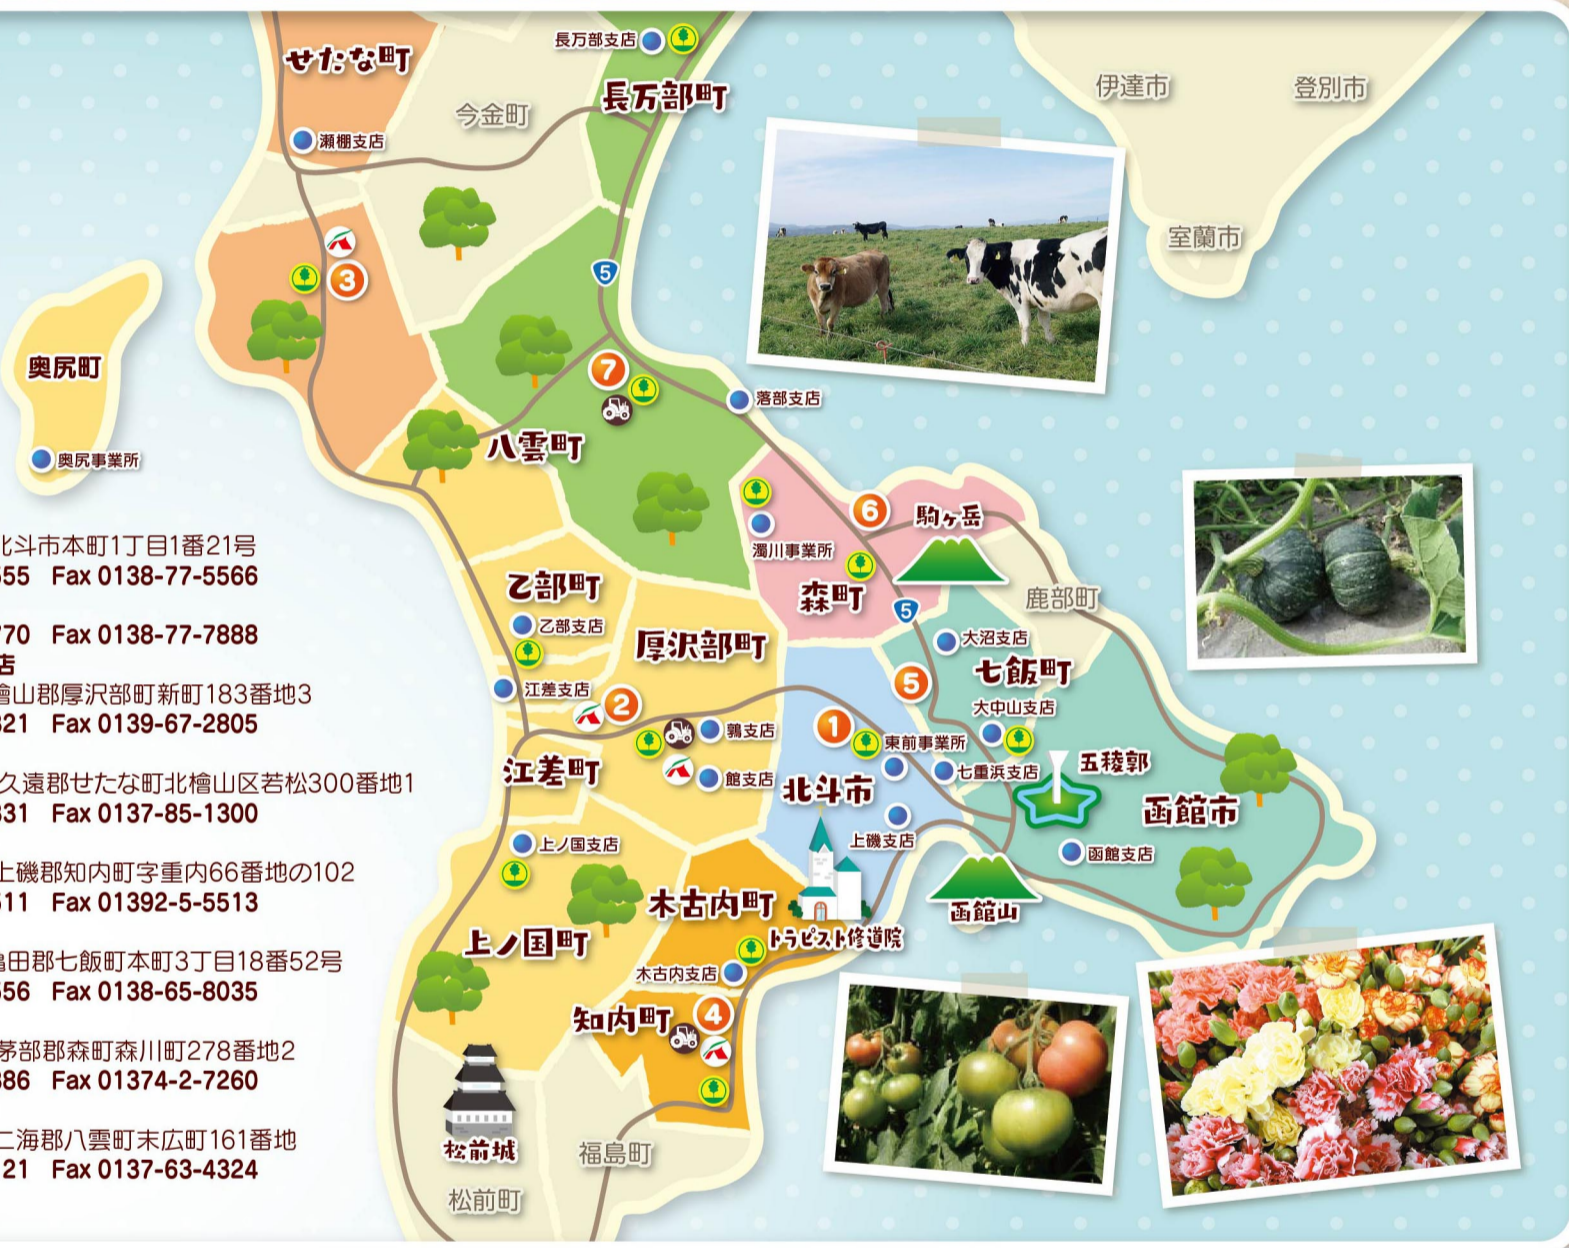 せたな町
長万部支店
長万部町
今金町
瀬棚支店
伊達市
登別市
室蘭市
3
5
奥尻町
奥尻事業所
7
八雲町
落部支店
6
駒ヶ岳
濁川事業所
森町
5
鹿部町
乙部町
乙部支店
厚沢部町
大沼支店
七飯町
5
江差支店
2
大中山支店
鶉支店
1
東前事業所
江差町
館支店
北斗市
七重浜支店
五稜郭
函館市
上磯支店
上ノ国支店
函館支店
木古内町
函館山
上ノ国町
トラピスト修道院
木古内支店
知内町
4
松前城
福島町
松前町
北斗市本町1丁目1番21号
555 Fax 0138-77-5566
770 Fax 0138-77-7888
店
檜山郡厚沢部町新町183番地3
321 Fax 0139-67-2805
久遠郡せたな町北檜山区若松300番地1
331 Fax 0137-85-1300
上磯郡知内町字重内66番地の102
511 Fax 01392-5-5513
亀田郡七飯町本町3丁目18番52号
556 Fax 0138-65-8035
茅部郡森町森川町278番地2
386 Fax 01374-2-7260
二海郡八雲町末広町161番地
121 Fax 0137-63-4324